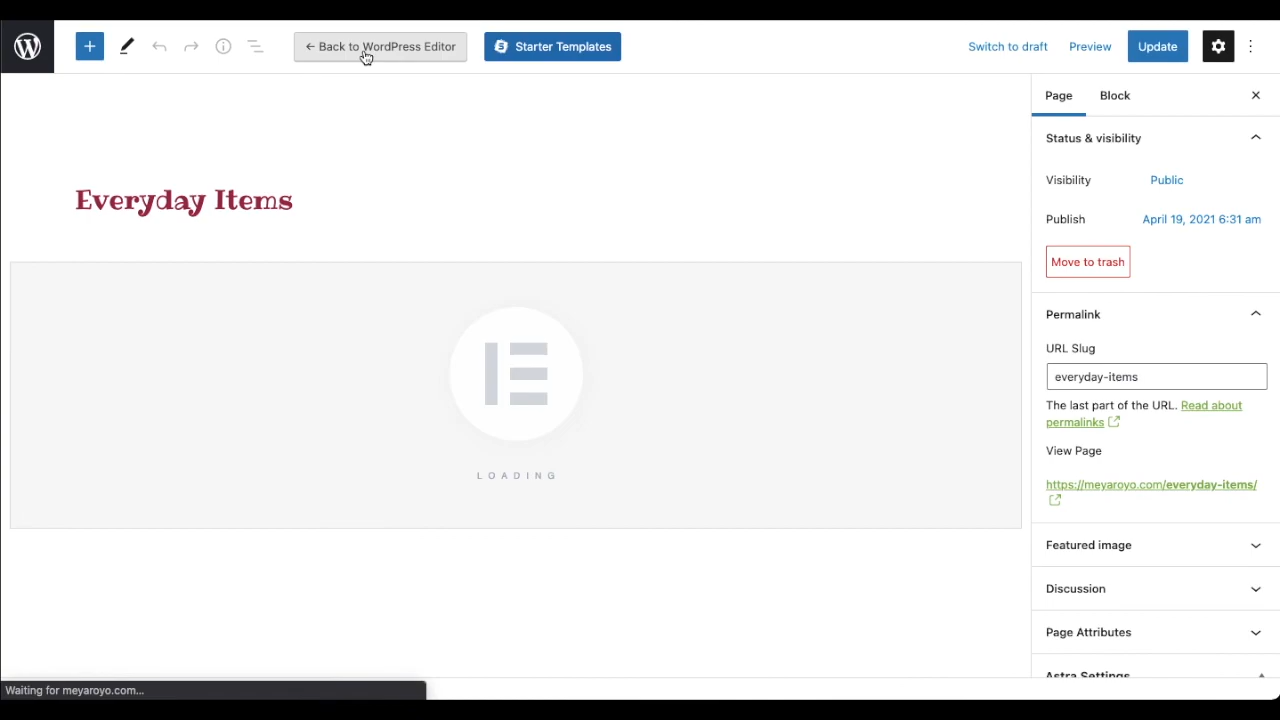 ← Back to WordPress Editor
Starter Templates
Switch to draft
Preview
Update
Page
Block
Status & visibility
Visibility
Public
Publish
April 19, 2021 6:31 am
Move to trash
Everyday Items
Permalink
URL Slug
everyday-items
The last part of the URL. Read about
permalinks
View Page
https://meyaroyo.com/everyday-items/
LOADING
Featured image
Discussion
Page Attributes
Astra Settings
Waiting for meyaroyo.com...